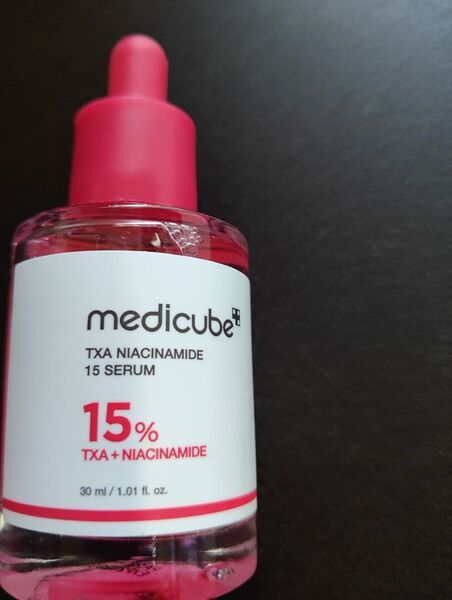 medicube
TXA NIACINAMIDE
15 SERUM
15%
TXA + NIACINAMIDE
30 ml / 1.01 fl. oz.